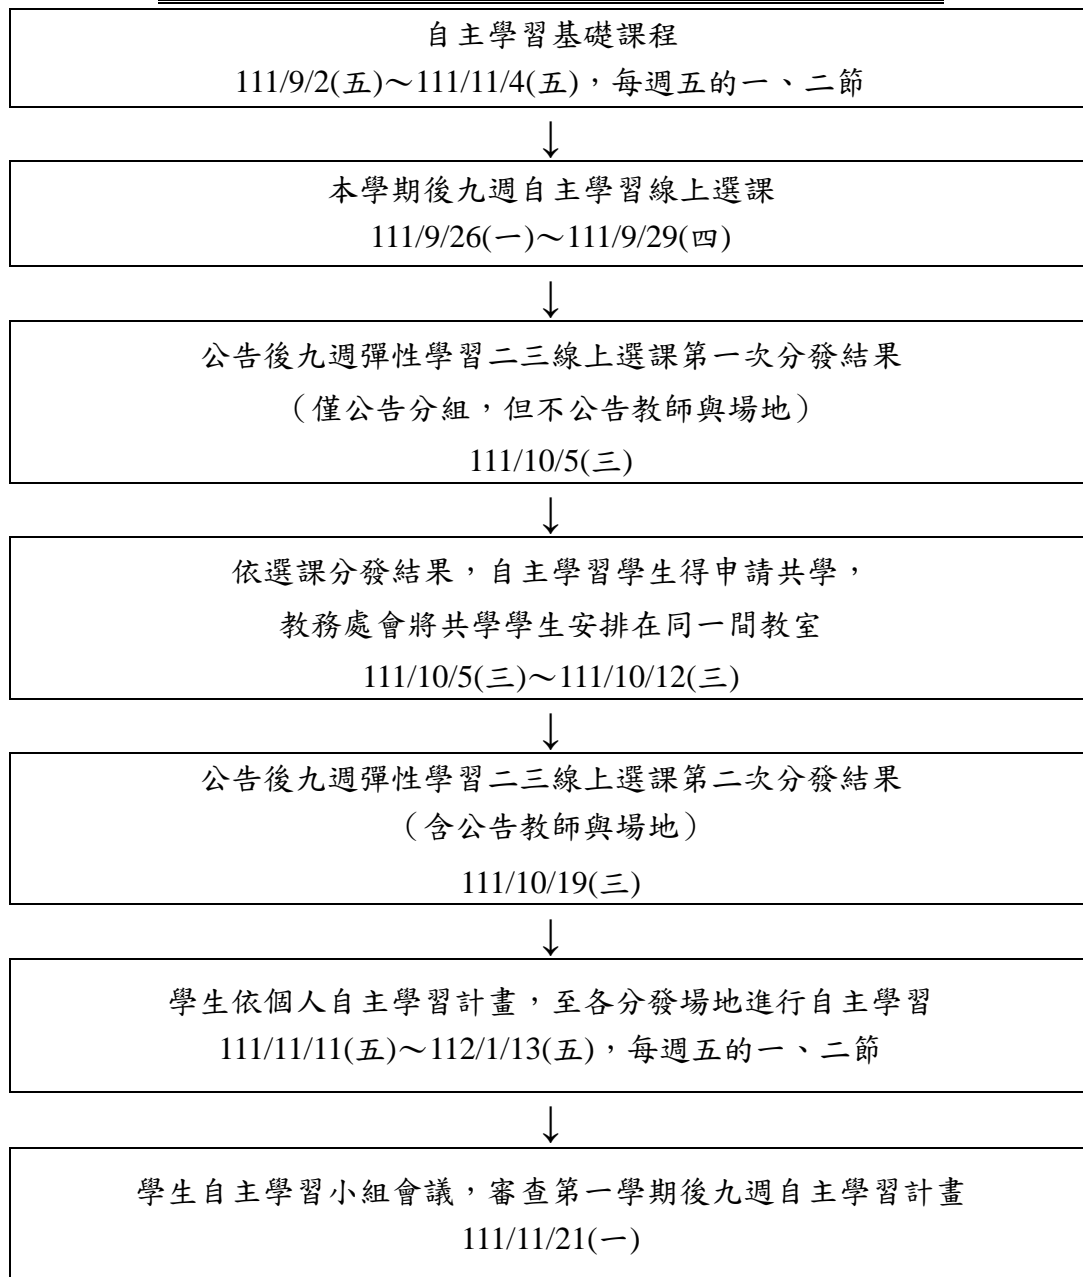 自主學習基礎課程
111/9/2(五)～111/11/4(五)，每週五的一、二節
↓
本學期後九週自主學習線上選課
111/9/26(一)～111/9/29(四)
↓
公告後九週彈性學習二三線上選課第一次分發結果
（僅公告分組，但不公告教師與場地）
111/10/5(三)
↓
依選課分發結果，自主學習學生得申請共學，
教務處會將共學學生安排在同一間教室
111/10/5(三)～111/10/12(三)
↓
公告後九週彈性學習二三線上選課第二次分發結果
（含公告教師與場地）
111/10/19(三)
↓
學生依個人自主學習計畫，至各分發場地進行自主學習
111/11/11(五)～112/1/13(五)，每週五的一、二節
↓
學生自主學習小組會議，審查第一學期後九週自主學習計畫
111/11/21(一)